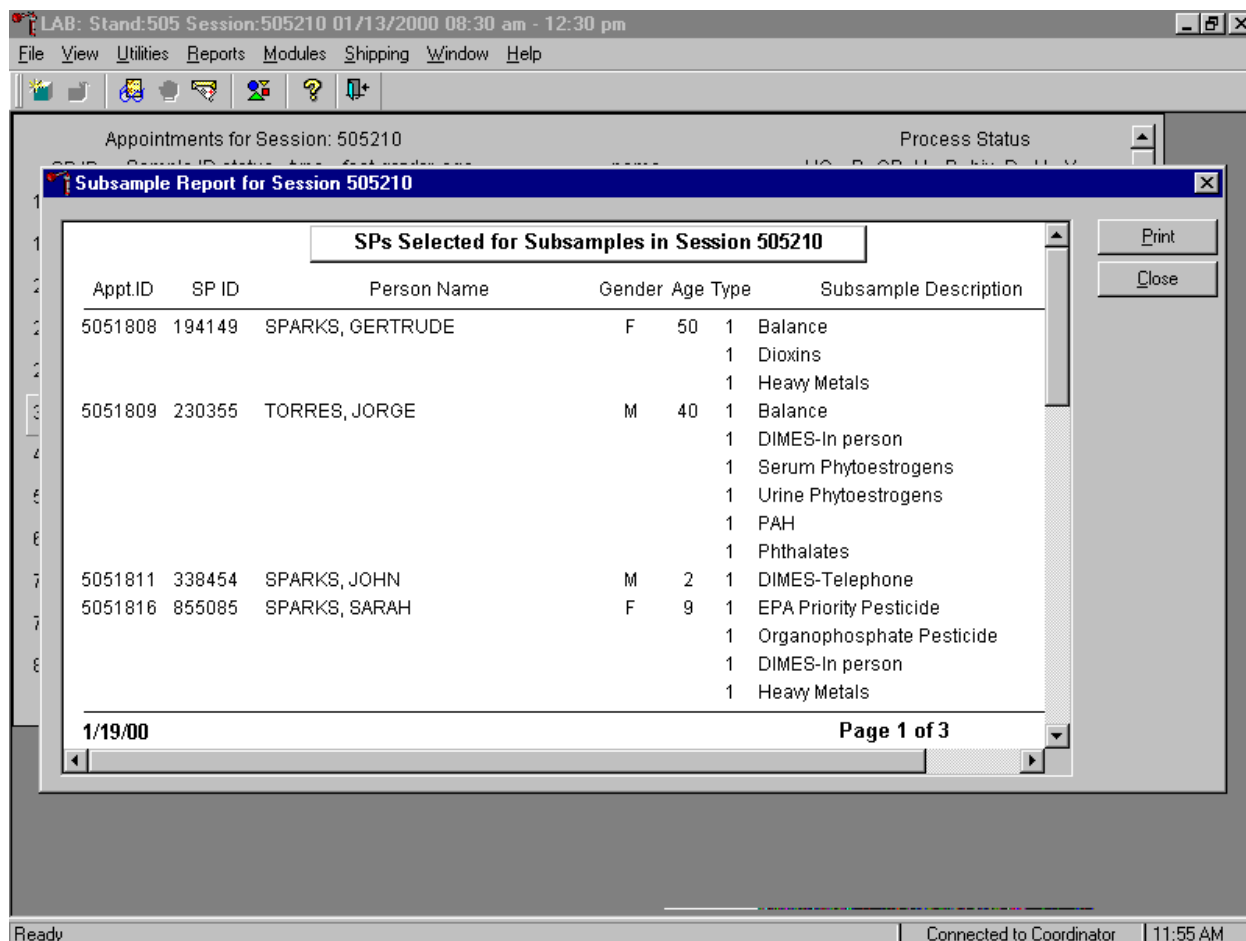 LAB: Stand:505 Session:505210 01/13/2000 08:30 am - 12:30 pm
File View Utilities Reports Modules Shipping Window Help
Appointments for Session: 505210 Process Status
Subsample Report for Session 505210
SPs Selected for Subsamples in Session 505210
Print
Close
Appt.ID SP ID Person Name Gender Age Type Subsample Description
5051808 194149 SPARKS, GERTRUDE F 50 1 Balance
1 Dioxins
1 Heavy Metals
5051809 230355 TORRES, JORGE M 40 1 Balance
1 DIMES-In person
1 Serum Phytoestrogens
1 Urine Phytoestrogens
1 PAH
1 Phthalates
5051811 338454 SPARKS, JOHN M 2 1 DIMES-Telephone
5051816 855085 SPARKS, SARAH F 9 1 EPA Priority Pesticide
1 Organophosphate Pesticide
1 DIMES-In person
1 Heavy Metals
1/19/00 Page 1 of 3
Ready Connected to Coordinator 11:55 AM